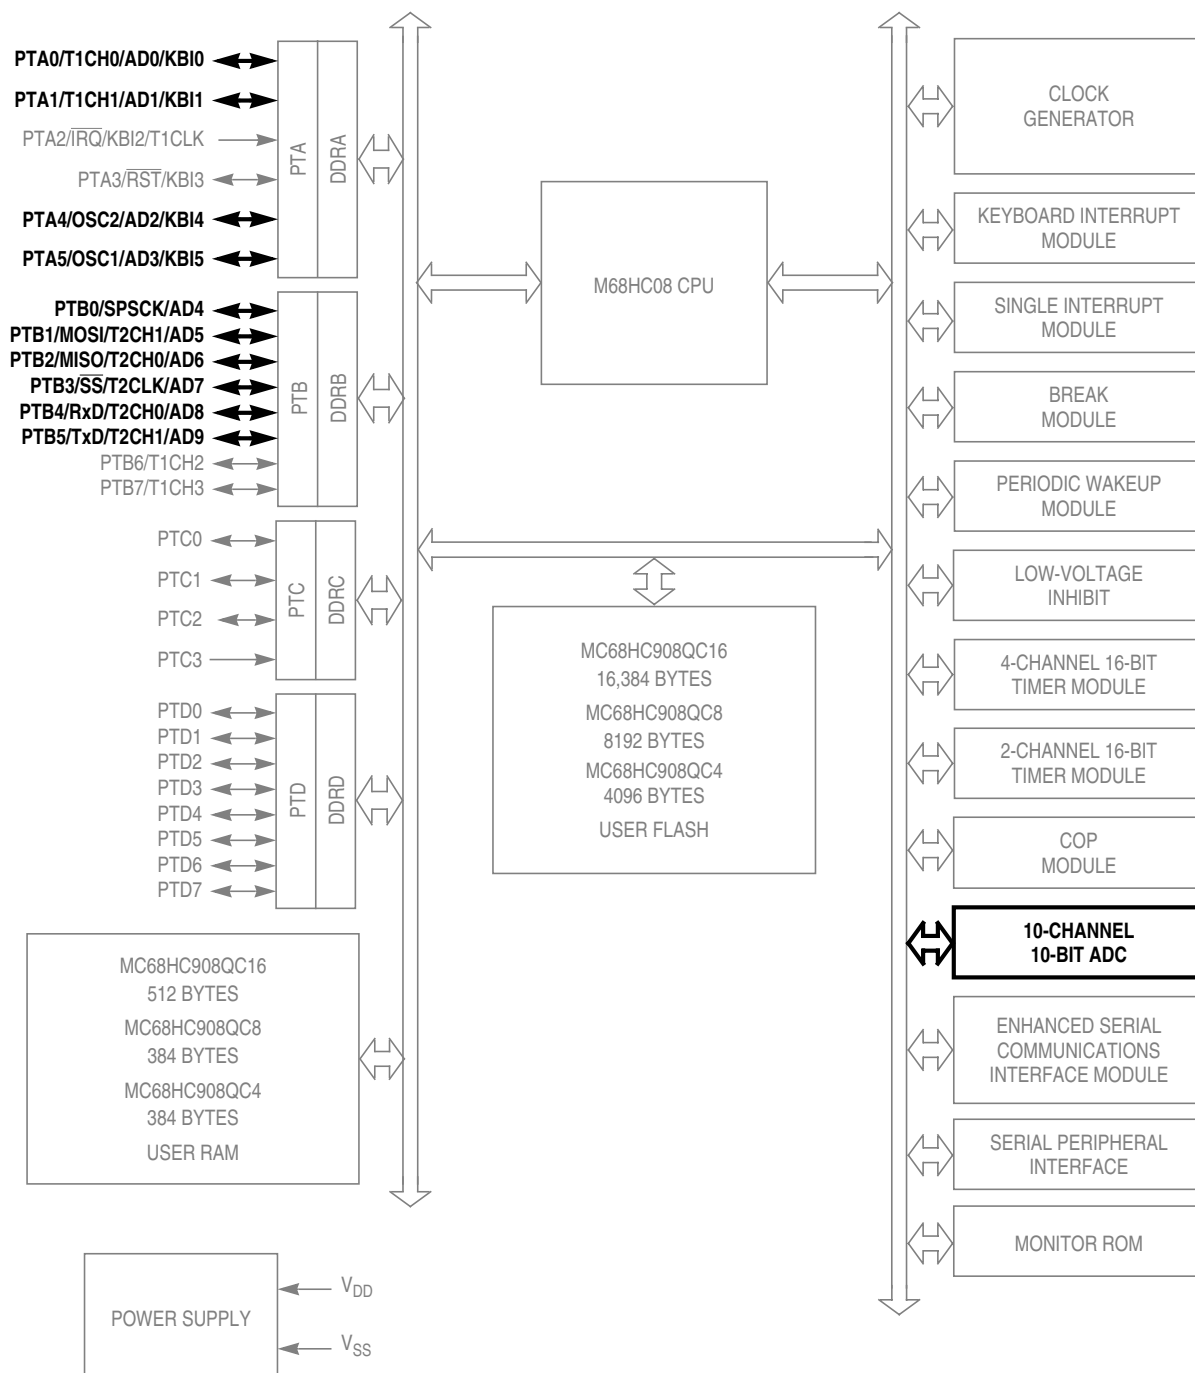 PTA0/T1CH0/AD0/KBI0
PTA1/T1CH1/AD1/KBI1
PTA2/I̅R̅Q̅/KBI2/T1CLK
PTA3/R̅S̅T̅/KBI3
PTA4/OSC2/AD2/KBI4
PTA5/OSC1/AD3/KBI5
PTA
DDRA
PTB0/SPSCK/AD4
PTB1/MOSI/T2CH1/AD5
PTB2/MISO/T2CH0/AD6
PTB3/S̅S̅/T2CLK/AD7
PTB4/RxD/T2CH0/AD8
PTB5/TxD/T2CH1/AD9
PTB6/T1CH2
PTB7/T1CH3
PTB
DDRB
PTC0
PTC1
PTC2
PTC3
PTC
DDRC
PTD0
PTD1
PTD2
PTD3
PTD4
PTD5
PTD6
PTD7
PTD
DDRD
MC68HC908QC16
512 BYTES
MC68HC908QC8
384 BYTES
MC68HC908QC4
384 BYTES
USER RAM
POWER SUPPLY
VDD
VSS
M68HC08 CPU
MC68HC908QC16
16,384 BYTES
MC68HC908QC8
8192 BYTES
MC68HC908QC4
4096 BYTES
USER FLASH
CLOCK
GENERATOR
KEYBOARD INTERRUPT
MODULE
SINGLE INTERRUPT
MODULE
BREAK
MODULE
PERIODIC WAKEUP
MODULE
LOW-VOLTAGE
INHIBIT
4-CHANNEL 16-BIT
TIMER MODULE
2-CHANNEL 16-BIT
TIMER MODULE
COP
MODULE
10-CHANNEL
10-BIT ADC
ENHANCED SERIAL
COMMUNICATIONS
INTERFACE MODULE
SERIAL PERIPHERAL
INTERFACE
MONITOR ROM